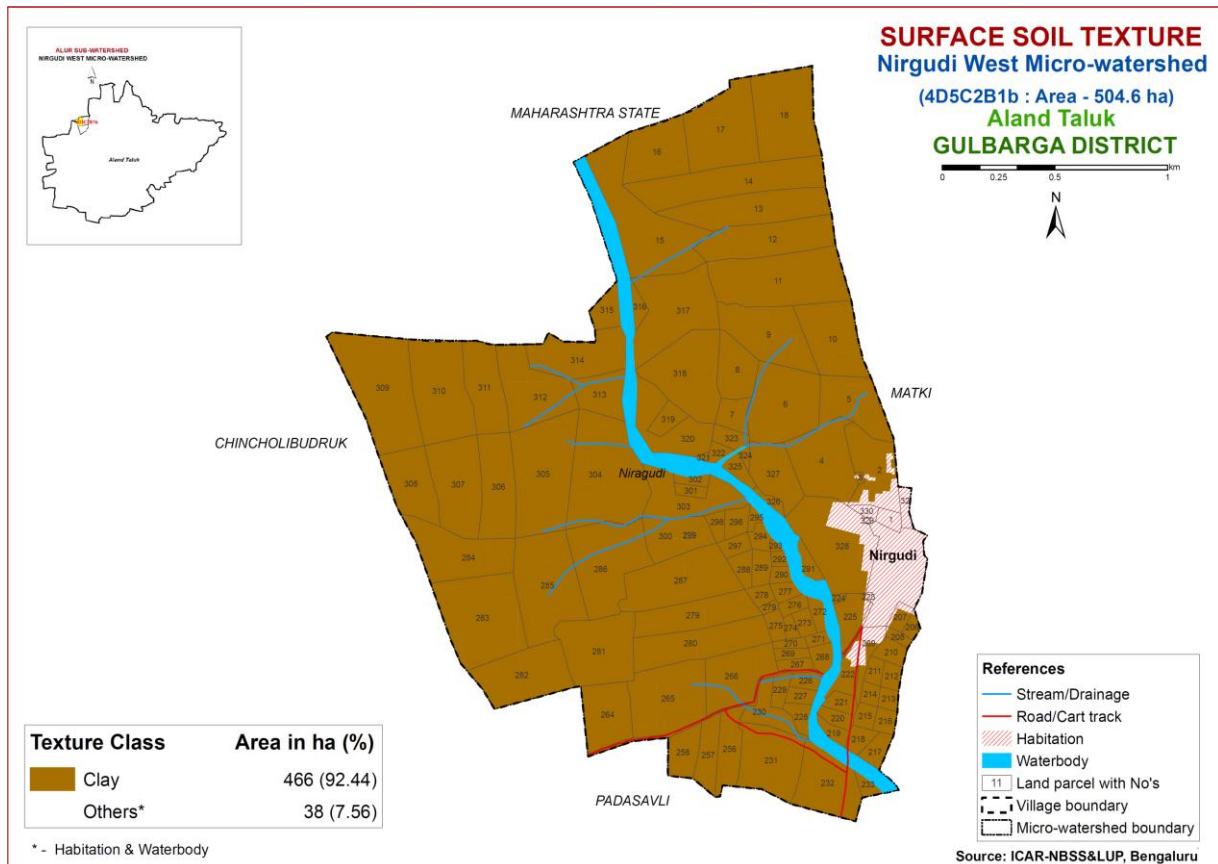 ALUR SUB-WATERSHED
NIRGUDI WEST MICRO-WATERSHED
N
Aland Taluk
SURFACE SOIL TEXTURE
Nirgudi West Micro-watershed
(4D5C2B1b : Area - 504.6 ha)
Aland Taluk
GULBARGA DISTRICT
0 0.25 0.5 1 km
N
MAHARASHTRA STATE
18
17
16
14
13
15 12
11
315 316 317
9 10
314
309 310 311 312 313 318 8
6 5
MATKI
319 7
320 323
CHINCHOLIBUDRUK
321 322 324
325
305 304 Niragudi 327 4 2
308 307 306 302
301
303 326
330
329 1
298 296 295
300 299 294 328 Nirgudi
284 297 293
292
286 288 289 290 291
285 287
278 277
283 279 279 276 272 224 225
275 274 273
280 270 271
281 269 268 222
267
282 266 226
265 229 227 221
264 230 228 220
219
258 257 256 231 218
217
232 233
207
208
210
211 212
214 213
215 216
PADASAVLI
References
Stream/Drainage
Road/Cart track
Habitation
Waterbody
11 Land parcel with No's
Village boundary
Micro-watershed boundary
Texture Class Area in ha (%)
Clay 466 (92.44)
Others* 38 (7.56)
* - Habitation & Waterbody
Source: ICAR-NBSS&LUP, Bengaluru